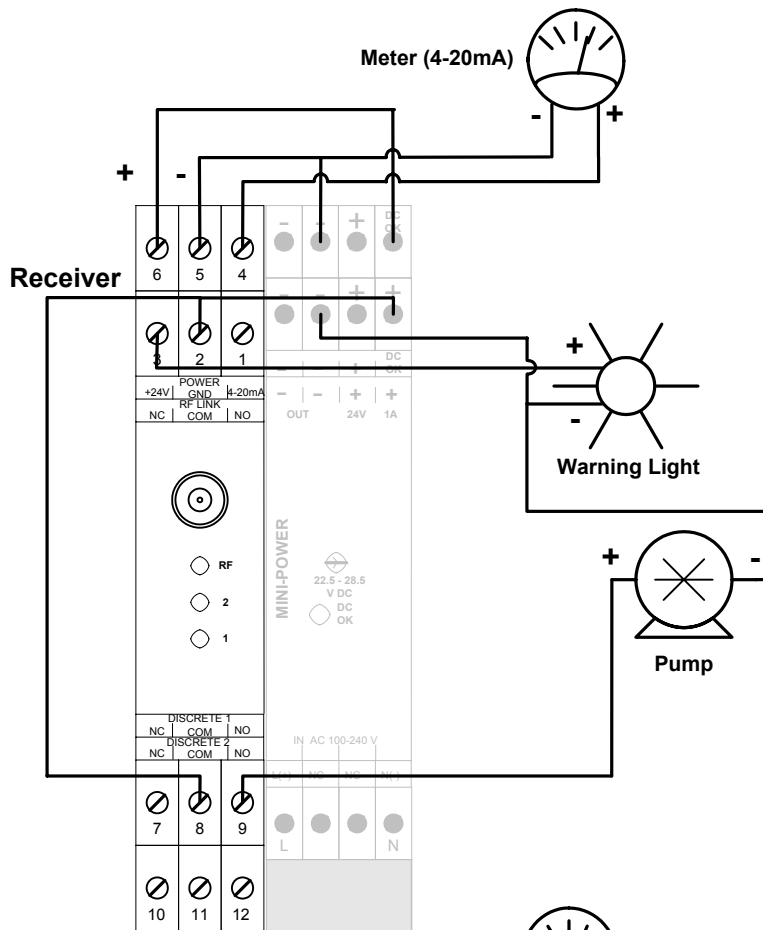 Meter (4-20mA)
- +
+ -
- - + DC OK
6 5 4
Receiver
- - + +
3 2 1
+
- + DC OK
POWER
+24V GND 4-20mA
- - + +
RF LINK
NC COM NO
OUT 24V 1A
-
Warning Light
MINI-POWER
RF
22.5 - 28.5
V DC
2
DC
OK
1
+ -
Pump
DISCRETE 1
NC COM NO
DISCRETE 2
NC COM NO
IN AC 100-240 V
L(+) NC NC N(-)
7 8 9
L N
10 11 12